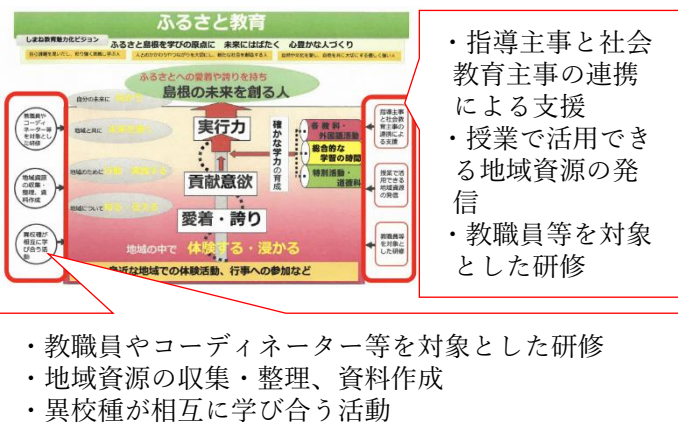 ふるさと教育
しまね教育魅力化ビジョン
ふるさと島根を学びの原点に 未来にはばたく 心豊かな人づくり
ふるさとへの愛着や誇りを持ち
島根の未来を創る人
自分の未来に
地域と共に
地域のために
地域について
教職員や
コーディ
ネーター等
を対象とし
た研修
地域資源
の収集・
整理、資
料作成
異校種が
相互に学
び合う活
動
実行力
貢献意欲
愛着・誇り
確かな学力の育成
各教科・
外国語活動
総合的な
学習の時間
特別活動・
道徳科
指導主事
と社会教
育主事の
連携によ
る支援
授業で活
用できる
地域資源
の発信
教職員等
を対象と
した研修
地域の中で 体験する・浸かる
身近な地域での体験活動、行事への参加など
・指導主事と社会
教育主事の連携
による支援
・授業で活用でき
る地域資源の発
信
・教職員等を対象
とした研修
・教職員やコーディネーター等を対象とした研修
・地域資源の収集・整理、資料作成
・異校種が相互に学び合う活動